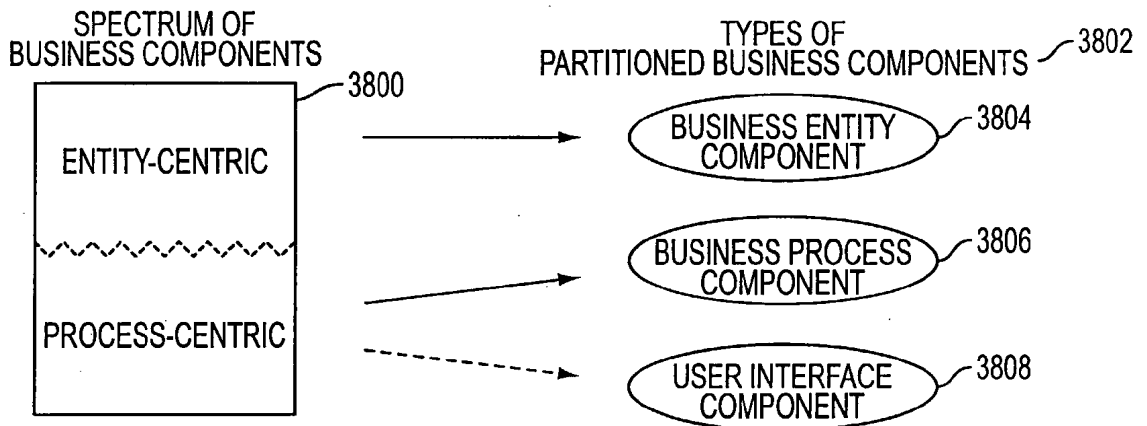 SPECTRUM OF
BUSINESS COMPONENTS
3800
ENTITY-CENTRIC
PROCESS-CENTRIC
TYPES OF
PARTITIONED BUSINESS COMPONENTS
3802
BUSINESS ENTITY
COMPONENT
3804
BUSINESS PROCESS
COMPONENT
3806
USER INTERFACE
COMPONENT
3808